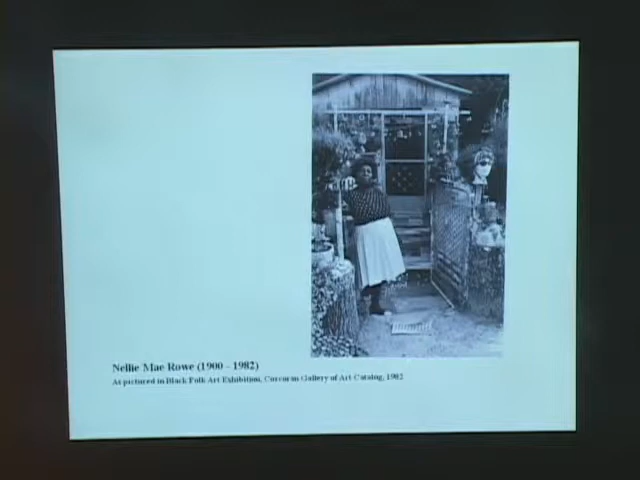 Nellie Mae Rowe (1900 - 1982)
As pictured in Black Folk Art Exhibition, Corcoran Gallery of Art Catalog, 1982